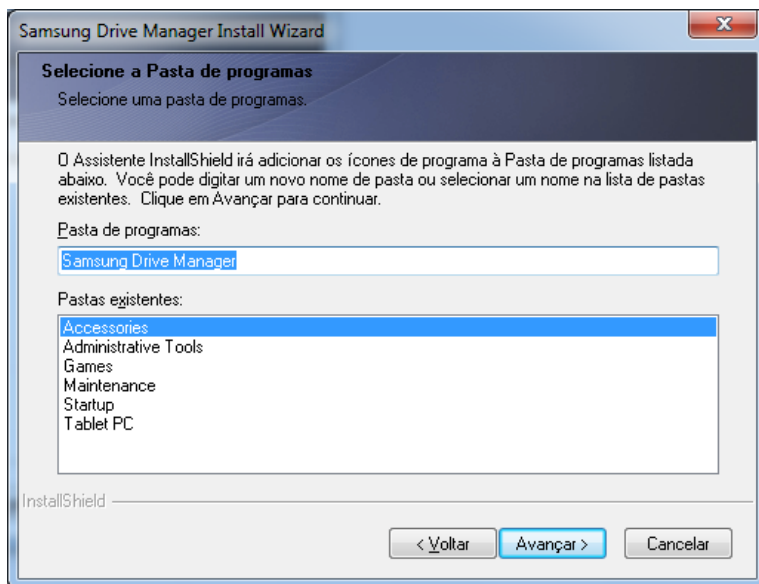 Samsung Drive Manager Install Wizard
Selecione a Pasta de programas
Selecione uma pasta de programas.
O Assistente InstallShield irá adicionar os ícones de programa à Pasta de programas listada
abaixo. Você pode digitar um novo nome de pasta ou selecionar um nome na lista de pastas
existentes. Clique em Avançar para continuar.
Pasta de programas:
Samsung Drive Manager
Pastas existentes:
Accessories
Administrative Tools
Games
Maintenance
Startup
Tablet PC
InstallShield
< Voltar
Avançar >
Cancelar